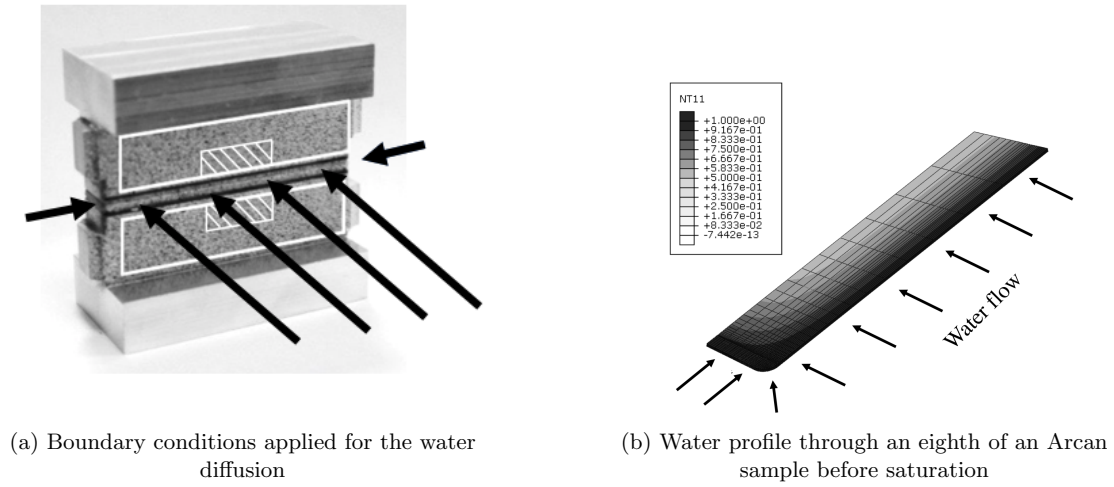 NT11
+1.000e+00
+9.167e-01
+8.333e-01
+7.500e-01
+6.667e-01
+5.833e-01
+5.000e-01
+4.167e-01
+3.333e-01
+2.500e-01
+1.667e-01
+8.333e-02
-7.442e-13
Water flow
(a) Boundary conditions applied for the water
diffusion
(b) Water profile through an eighth of an Arcan
sample before saturation